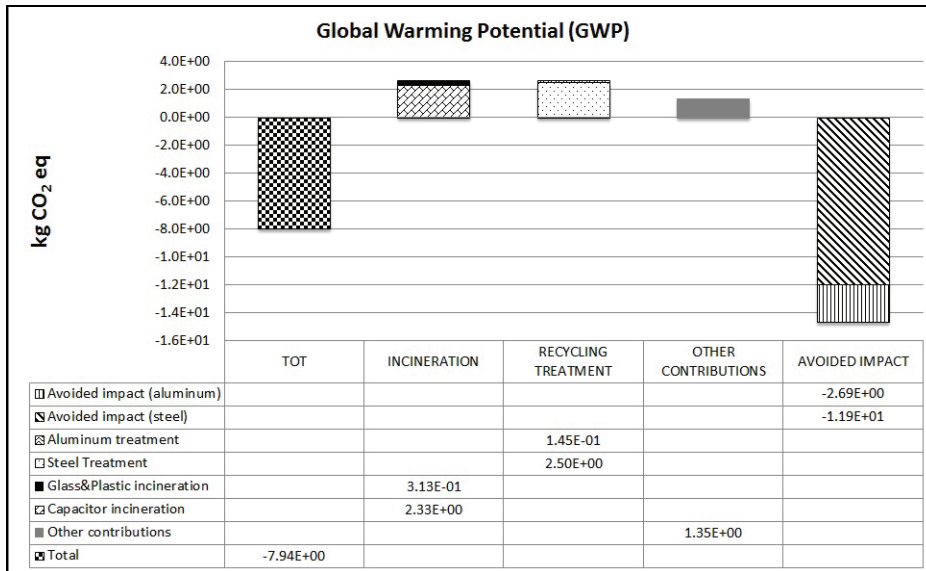 Global Warming Potential (GWP)
kg CO₂ eq
4.0E+00
2.0E+00
0.0E+00
-2.0E+00
-4.0E+00
-6.0E+00
-8.0E+00
-1.0E+01
-1.2E+01
-1.4E+01
-1.6E+01
TOT INCINERATION RECYCLING TREATMENT OTHER CONTRIBUTIONS AVOIDED IMPACT
Avoided impact (aluminum) -2.69E+00
Avoided impact (steel) -1.19E+01
Aluminum treatment 1.45E-01
Steel Treatment 2.50E+00
Glass&Plastic incineration 3.13E-01
Capacitor incineration 2.33E+00
Other contributions 1.35E+00
Total -7.94E+00